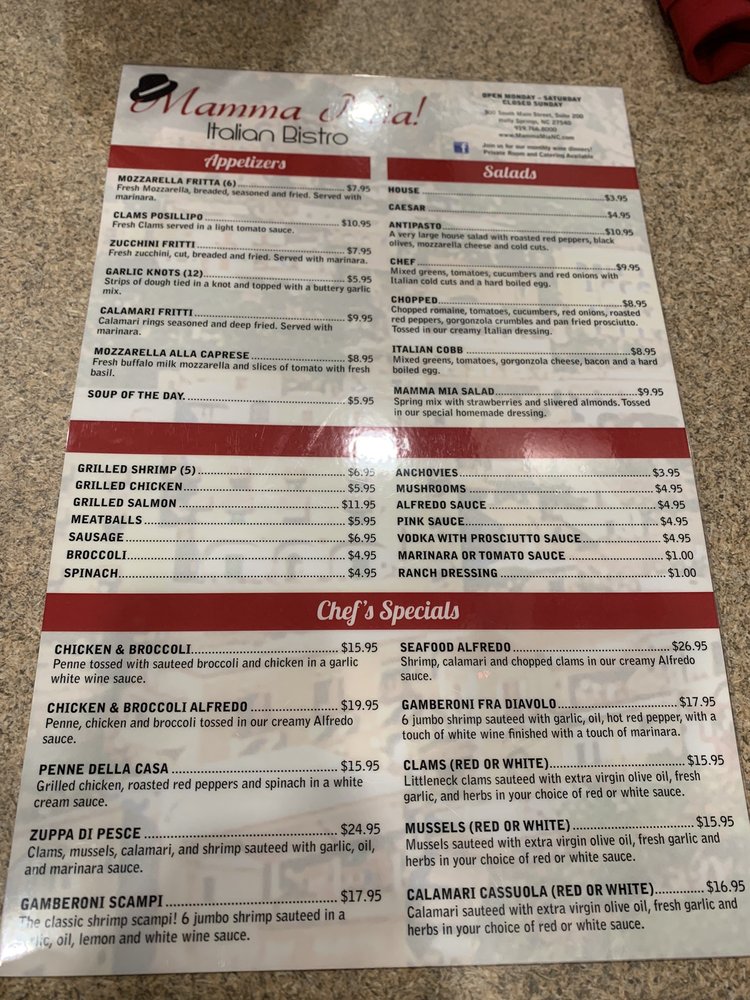 Mamma Mia!
Italian Bistro
OPEN MONDAY - SATURDAY
CLOSED SUNDAY
300 South Main Street, Suite 200
Holly Springs, NC 27540
919.766.8000
www.MammaMiaNC.com
Join us for our monthly wine dinners!
Private Room and Catering Available
Appetizers
MOZZARELLA FRITTA (6) $7.95
Fresh Mozzarella, breaded, seasoned and fried. Served with
marinara.
CLAMS POSILLIPO $10.95
Fresh Clams served in a light tomato sauce.
ZUCCHINI FRITTI $7.95
Fresh zucchini, cut, breaded and fried. Served with marinara.
GARLIC KNOTS (12) $5.95
Strips of dough tied in a knot and topped with a buttery garlic
mix.
CALAMARI FRITTI $9.95
Calamari rings seasoned and deep fried. Served with
marinara.
MOZZARELLA ALLA CAPRESE $8.95
Fresh buffalo milk mozzarella and slices of tomato with fresh
basil.
SOUP OF THE DAY. $5.95
Salads
HOUSE $3.95
CAESAR $4.95
ANTIPASTO $10.95
A very large house salad with roasted red peppers, black
olives, mozzarella cheese and cold cuts.
CHEF $9.95
Mixed greens, tomatoes, cucumbers and red onions with
Italian cold cuts and a hard boiled egg.
CHOPPED $8.95
Chopped romaine, tomatoes, cucumbers, red onions, roasted
red peppers, gorgonzola crumbles and pan fried prosciutto.
Tossed in our creamy Italian dressing.
ITALIAN COBB $8.95
Mixed greens, tomatoes, gorgonzola cheese, bacon and a hard
boiled egg.
MAMMA MIA SALAD $9.95
Spring mix with strawberries and slivered almonds. Tossed
in our special homemade dressing.
GRILLED SHRIMP (5) $6.95
GRILLED CHICKEN $5.95
GRILLED SALMON $11.95
MEATBALLS $5.95
SAUSAGE $6.95
BROCCOLI $4.95
SPINACH $4.95
ANCHOVIES $3.95
MUSHROOMS $4.95
ALFREDO SAUCE $4.95
PINK SAUCE $4.95
VODKA WITH PROSCIUTTO SAUCE $4.95
MARINARA OR TOMATO SAUCE $1.00
RANCH DRESSING $1.00
Chef's Specials
CHICKEN & BROCCOLI $15.95
Penne tossed with sauteed broccoli and chicken in a garlic
white wine sauce.
CHICKEN & BROCCOLI ALFREDO $19.95
Penne, chicken and broccoli tossed in our creamy Alfredo
sauce.
PENNE DELLA CASA $15.95
Grilled chicken, roasted red peppers and spinach in a white
cream sauce.
ZUPPA DI PESCE $24.95
Clams, mussels, calamari, and shrimp sauteed with garlic, oil,
and marinara sauce.
GAMBERONI SCAMPI $17.95
The classic shrimp scampi! 6 jumbo shrimp sauteed in a
garlic, oil, lemon and white wine sauce.
SEAFOOD ALFREDO $26.95
Shrimp, calamari and chopped clams in our creamy Alfredo
sauce.
GAMBERONI FRA DIAVOLO $17.95
6 jumbo shrimp sauteed with garlic, oil, hot red pepper, with a
touch of white wine finished with a touch of marinara.
CLAMS (RED OR WHITE) $15.95
Littleneck clams sauteed with extra virgin olive oil, fresh
garlic, and herbs in your choice of red or white sauce.
MUSSELS (RED OR WHITE) $15.95
Mussels sauteed with extra virgin olive oil, fresh garlic and
herbs in your choice of red or white sauce.
CALAMARI CASSUOLA (RED OR WHITE) $16.95
Calamari sauteed with extra virgin olive oil, fresh garlic and
herbs in your choice of red or white sauce.